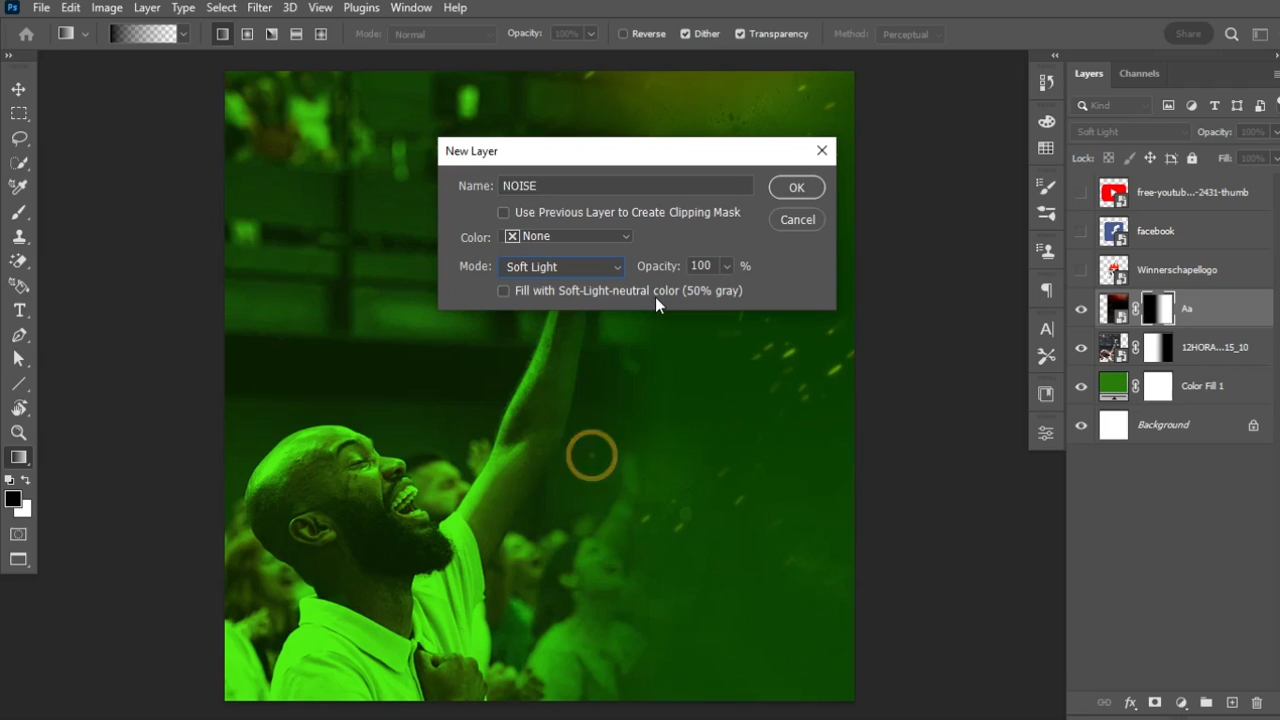 Ps File Edit Image Layer Type Select Filter 3D View Plugins Window Help
Mode: Normal Opacity: 100% Reverse Dither Transparency Method: Perceptual Share
Layers Channels
Kind
Soft Light Opacity: 100%
Lock: Fill: 100%
free-youtub...-2431-thumb
facebook
Winnerschapellogo
Aa
12HORA...15_10
Color Fill 1
Background
New Layer
Name: NOISE OK
Use Previous Layer to Create Clipping Mask
Cancel
Color: None
Mode: Soft Light Opacity: 100 %
Fill with Soft-Light-neutral color (50% gray)